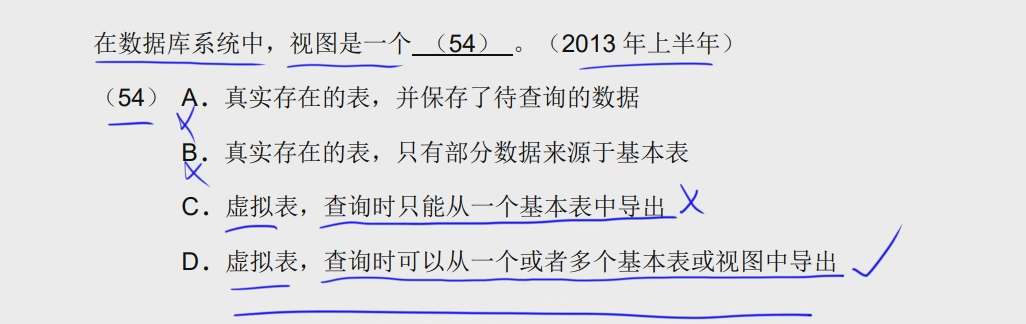 在数据库系统中，视图是一个 （54） 。（2013 年上半年）
（54） A．真实存在的表，并保存了待查询的数据
B．真实存在的表，只有部分数据来源于基本表
C．虚拟表，查询时只能从一个基本表中导出
D．虚拟表，查询时可以从一个或者多个基本表或视图中导出